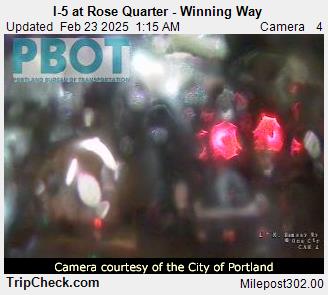 I-5 at Rose Quarter - Winning Way
Updated Feb 23 2025 1:15 AM Camera 4
PBOT
PORTLAND BUREAU OF TRANSPORTATION
Camera courtesy of the City of Portland
TripCheck.com Milepost302.00